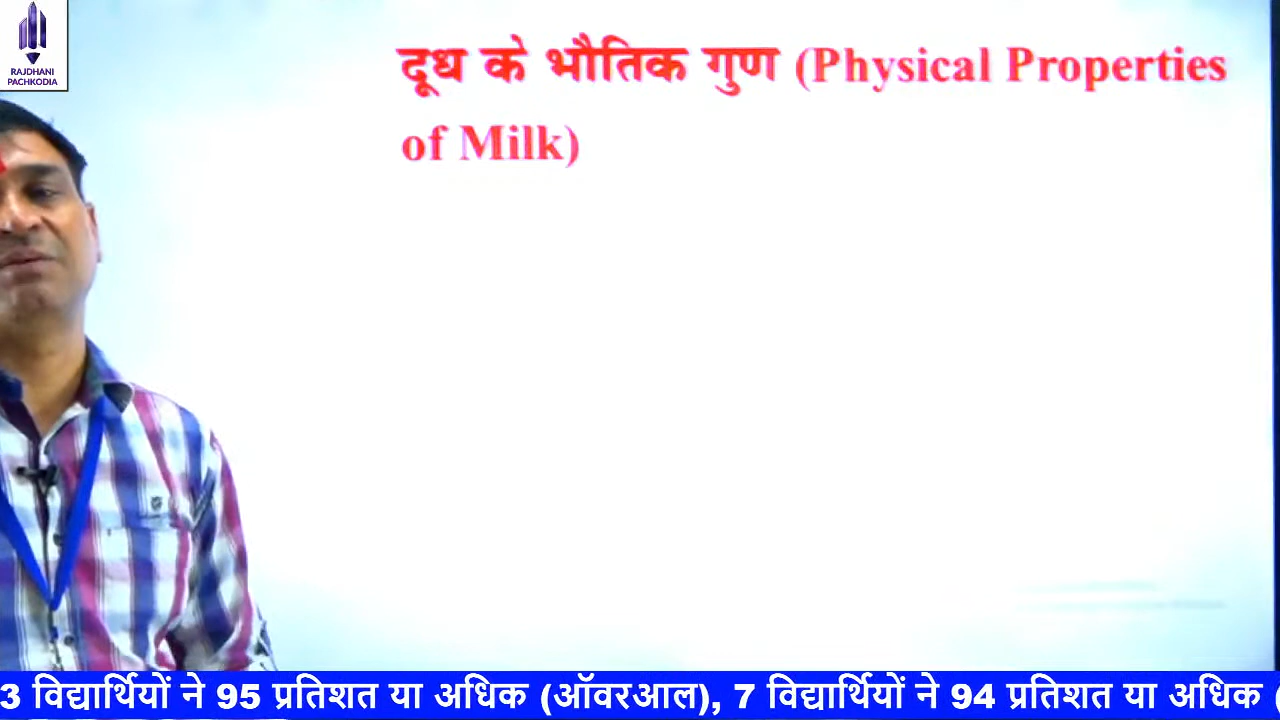 RAJDHANI
PACHKODIA
दूध के भौतिक गुण (Physical Properties
of Milk)
3 विद्यार्थियों ने 95 प्रतिशत या अधिक (ऑवरआल), 7 विद्यार्थियों ने 94 प्रतिशत या अधिक (